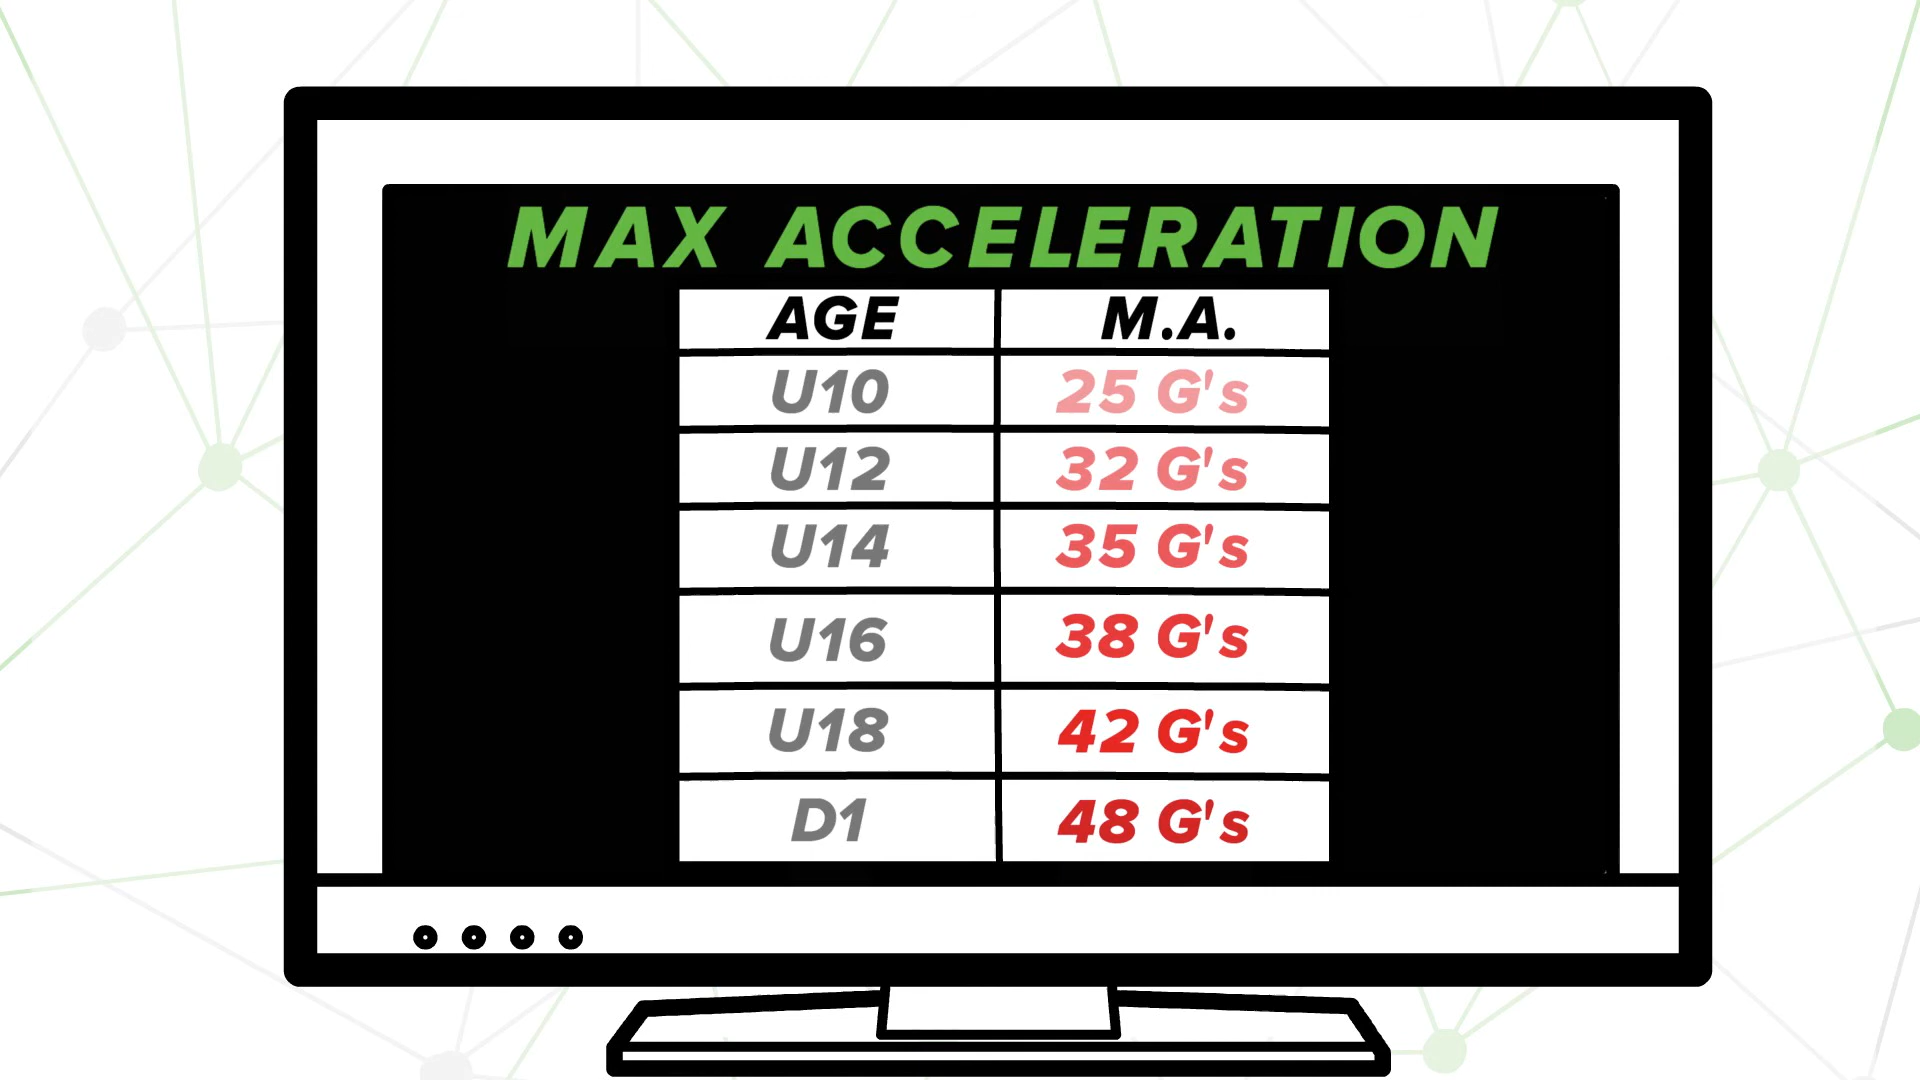 MAX ACCELERATION
AGE M.A.
U10 25 G's
U12 32 G's
U14 35 G's
U16 38 G's
U18 42 G's
D1 48 G's